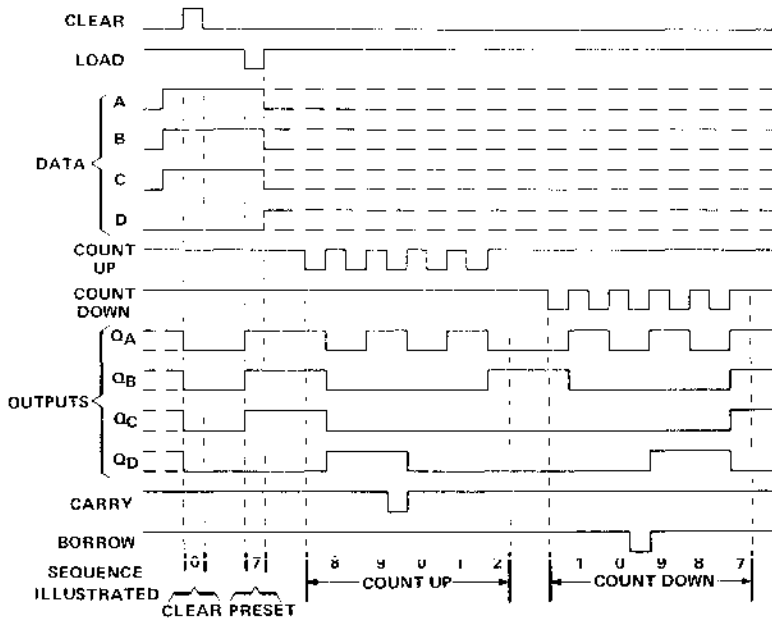 CLEAR
LOAD
A
B
DATA
C
D
COUNT
UP
COUNT
DOWN
QA
QB
OUTPUTS
QC
QD
CARRY
BORROW
SEQUENCE
ILLUSTRATED
0 7 8 9 0 1 2 1 0 9 8 7
COUNT UP COUNT DOWN
CLEAR PRESET